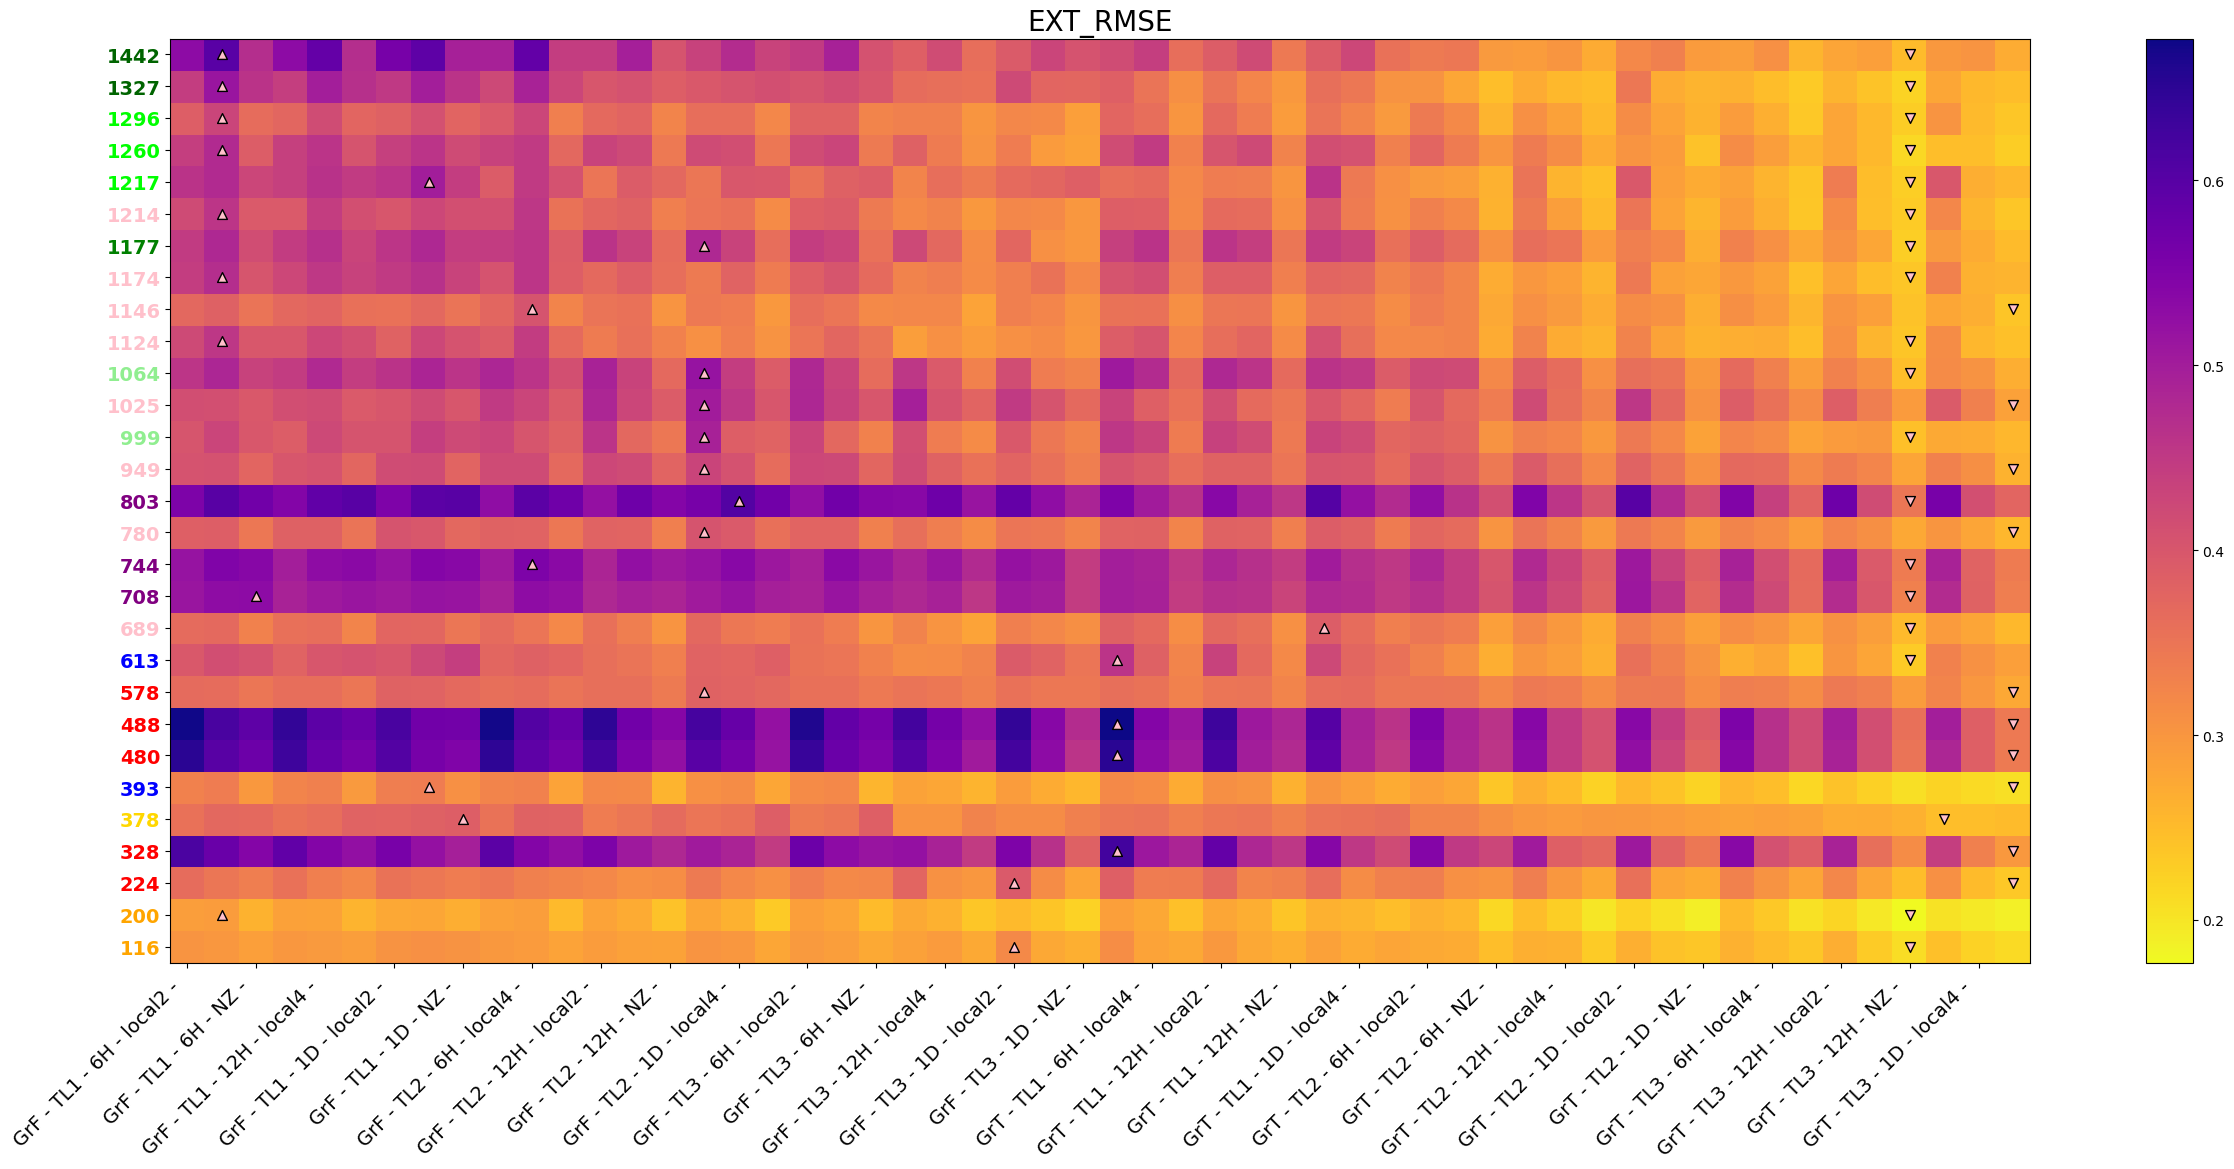 EXT_RMSE
1442
1327
1296
1260
1217
1214
1177
1174
1146
1124
1064
1025
999
949
803
780
744
708
689
613
578
488
480
393
378
328
224
200
116
0.6
0.5
0.4
0.3
0.2
GrF - TL1 - 6H - local2 -
GrF - TL1 - 6H - NZ -
GrF - TL1 - 12H - local4 -
GrF - TL1 - 1D - local2 -
GrF - TL1 - 1D - NZ -
GrF - TL2 - 6H - local4 -
GrF - TL2 - 12H - local2 -
GrF - TL2 - 12H - NZ -
GrF - TL2 - 1D - local4 -
GrF - TL3 - 6H - local2 -
GrF - TL3 - 6H - NZ -
GrF - TL3 - 12H - local4 -
GrF - TL3 - 1D - local2 -
GrF - TL3 - 1D - NZ -
GrT - TL1 - 6H - local4 -
GrT - TL1 - 12H - local2 -
GrT - TL1 - 12H - NZ -
GrT - TL1 - 1D - local4 -
GrT - TL2 - 6H - local2 -
GrT - TL2 - 6H - NZ -
GrT - TL2 - 12H - local4 -
GrT - TL2 - 1D - local2 -
GrT - TL2 - 1D - NZ -
GrT - TL3 - 6H - local4 -
GrT - TL3 - 12H - local2 -
GrT - TL3 - 12H - NZ -
GrT - TL3 - 1D - local4 -